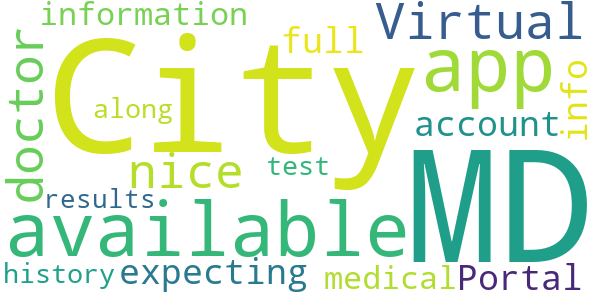 information
Virtual
full
City
app
doctor
info
along
account
nice
test
MD
results
available
history
expecting
medical
Portal